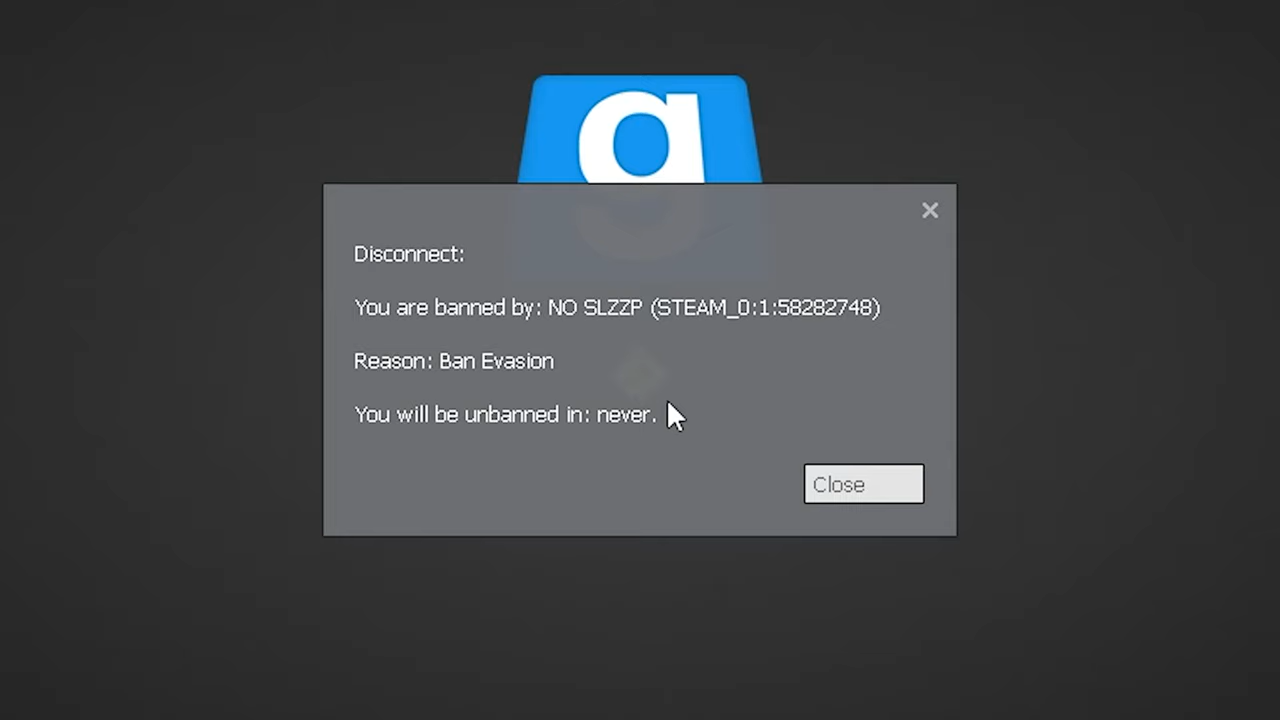 g
Disconnect:
You are banned by: NO SLZZP (STEAM_0:1:58282748)
Reason: Ban Evasion
You will be unbanned in: never.
Close